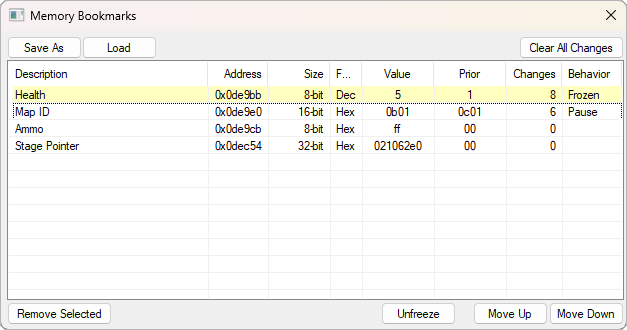 Memory Bookmarks
Save As Load Clear All Changes
Description Address Size F... Value Prior Changes Behavior
Health 0x0de9bb 8-bit Dec 5 1 8 Frozen
Map ID 0x0de9e0 16-bit Hex 0b01 0c01 6 Pause
Ammo 0x0de9cb 8-bit Hex ff 00 0
Stage Pointer 0x0dec54 32-bit Hex 021062e0 00 0
Remove Selected Unfreeze Move Up Move Down